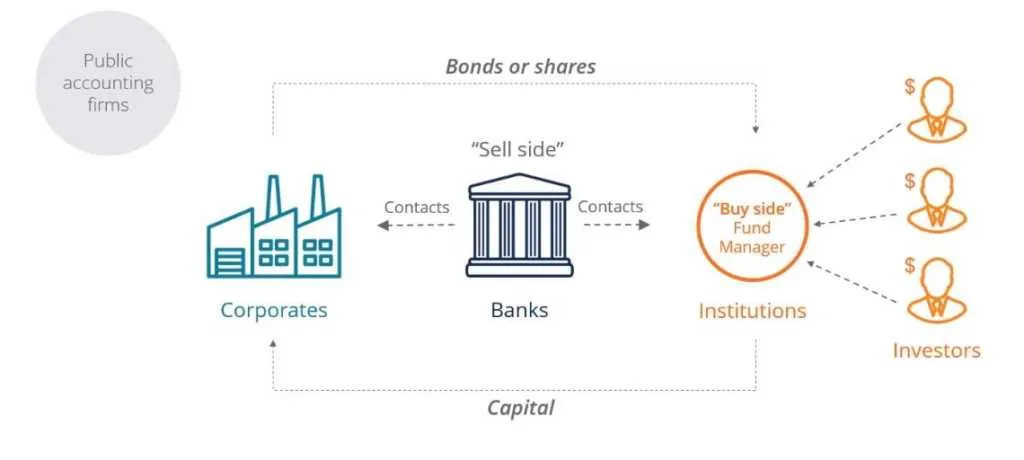 Public
accounting
firms
Bonds or shares
“Sell side”
Contacts
Contacts
“Buy side”
Fund
Manager
$
$
$
Corporates
Banks
Institutions
Investors
Capital